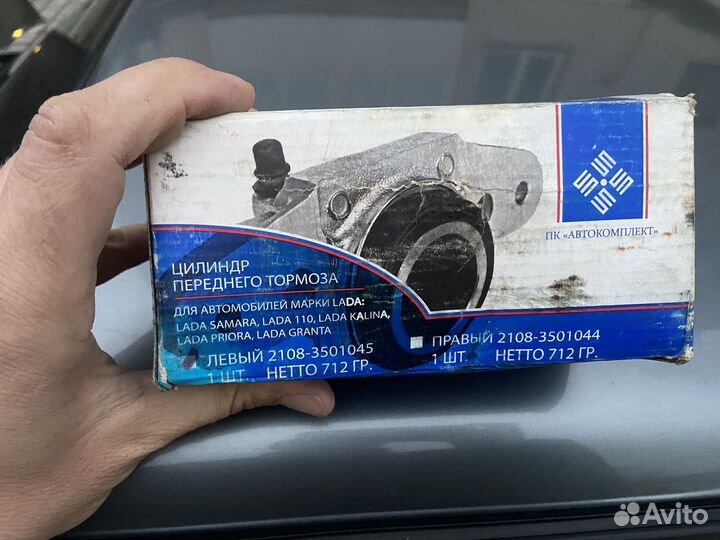 ПК «АВТОКОМПЛЕКТ»
ЦИЛИНДР
ПЕРЕДНЕГО ТОРМОЗА
ДЛЯ АВТОМОБИЛЕЙ МАРКИ LADA:
LADA SAMARA, LADA 110, LADA KALINA,
LADA PRIORA, LADA GRANTA
ЛЕВЫЙ 2108-3501045
1 ШТ. НЕТТО 712 ГР.
ПРАВЫЙ 2108-3501044
1 ШТ. НЕТТО 712 ГР.
Avito